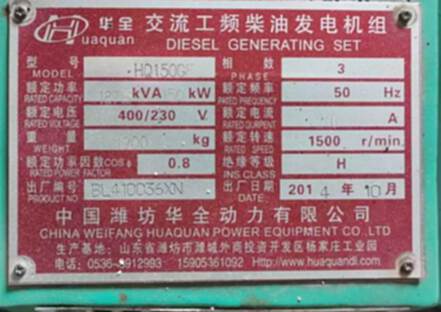 华全 交流工频柴油发电机组
Huaquan DIESEL GENERATING SET
型号 MODEL HQ150GF 相数 PHASE 3
额定功率 RATED CAPACITY kVA kW 额定频率 RATED FREQUENCY 50 Hz
额定电压 RATED VOLTAGE 400/230 V 额定电流 RATED CURRENT A
重量 WEIGHT kg 额定转速 RATED SPEED 1500 r/min
额定功率因数COSφ RATED POWER FACTOR 0.8 绝缘等级 INS CLASS H
出厂编号 PRODUCT NO BL410036XN 出厂日期 DATE 2014 年 10 月
中国潍坊华全动力有限公司
CHINA WEIFANG HUAQUAN POWER EQUIPMENT CO.,LTD
生产基地：山东省潍坊市潍城外商投资开发区杨家庄工业园
电话：0536-8912993 15905361092 Http://www.huaquandl.com